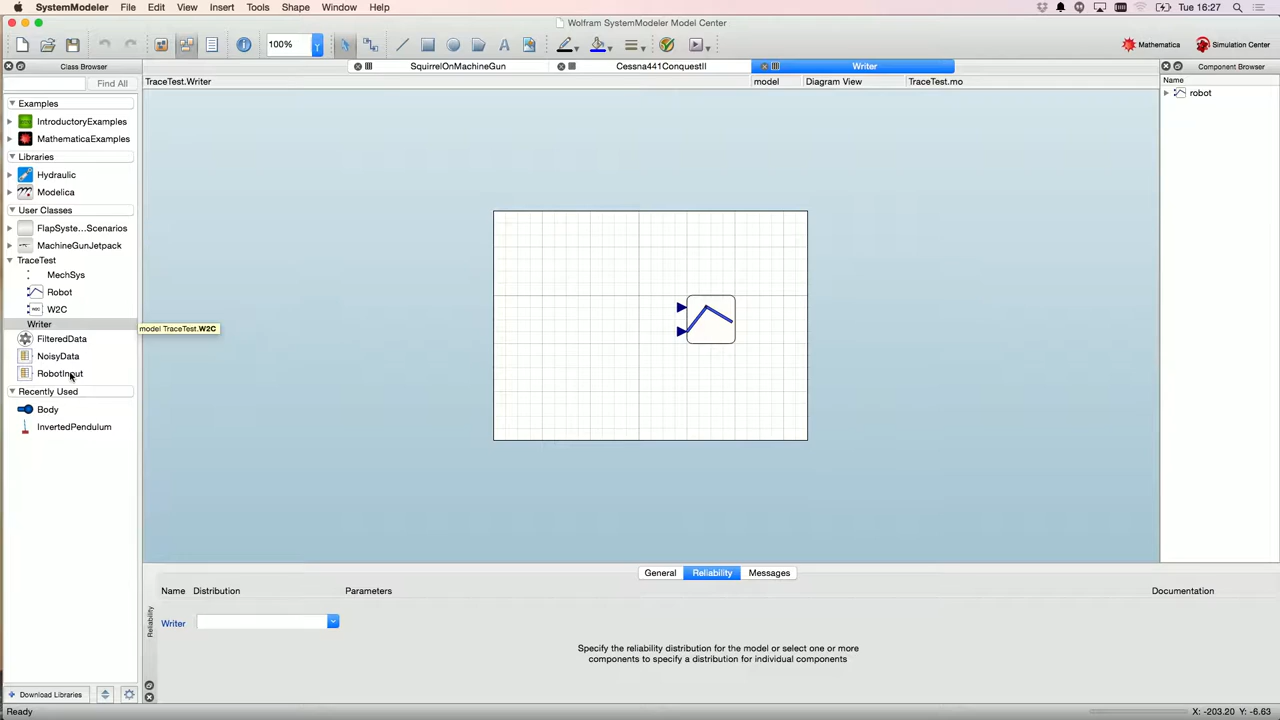 SystemModeler File Edit View Insert Tools Shape Window Help Tue 16:27
Wolfram SystemModeler Model Center
100% A Mathematica Simulation Center
Class Browser SquirrelOnMachineGun Cessna441ConquestII Writer Component Browser
Find All TraceTest.Writer model Diagram View TraceTest.mo Name
robot
Examples
IntroductoryExamples
MathematicaExamples
Libraries
Hydraulic
Modelica
User Classes
FlapSyste...Scenarios
MachineGunJetpack
TraceTest
MechSys
Robot
W2C
Writer
model TraceTest.W2C
FilteredData
NoisyData
RobotInput
Recently Used
Body
InvertedPendulum
General Reliability Messages
Name Distribution Parameters Documentation
Writer
Reliability
Specify the reliability distribution for the model or select one or more
components to specify a distribution for individual components
Download Libraries
Ready X: -203.20 Y: -6.63